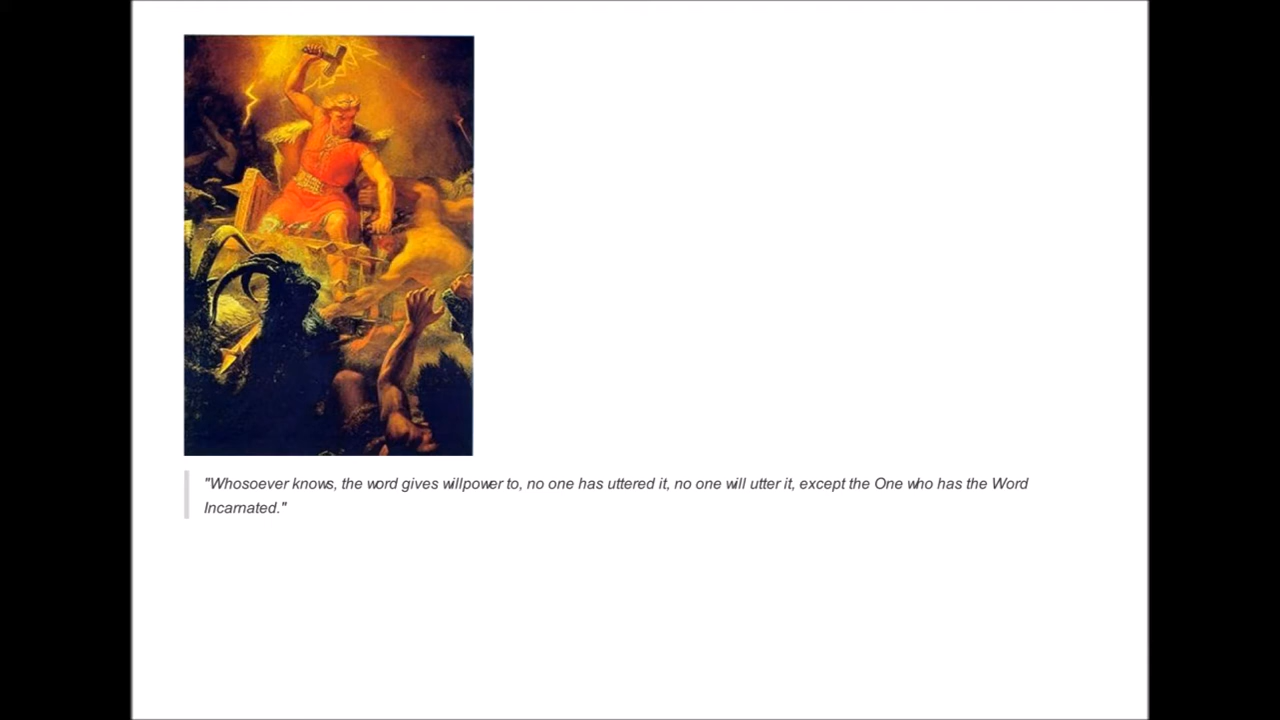 "Whosoever knows, the word gives willpower to, no one has uttered it, no one will utter it, except the One who has the Word
Incarnated."